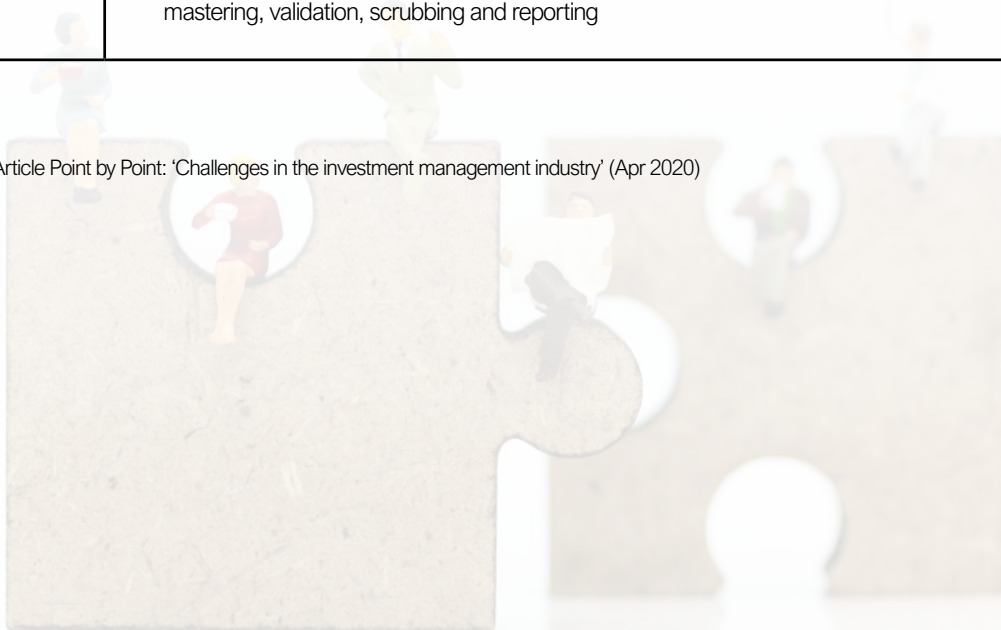 mastering, validation, scrubbing and reporting
Article Point by Point: ‘Challenges in the investment management industry’ (Apr 2020)